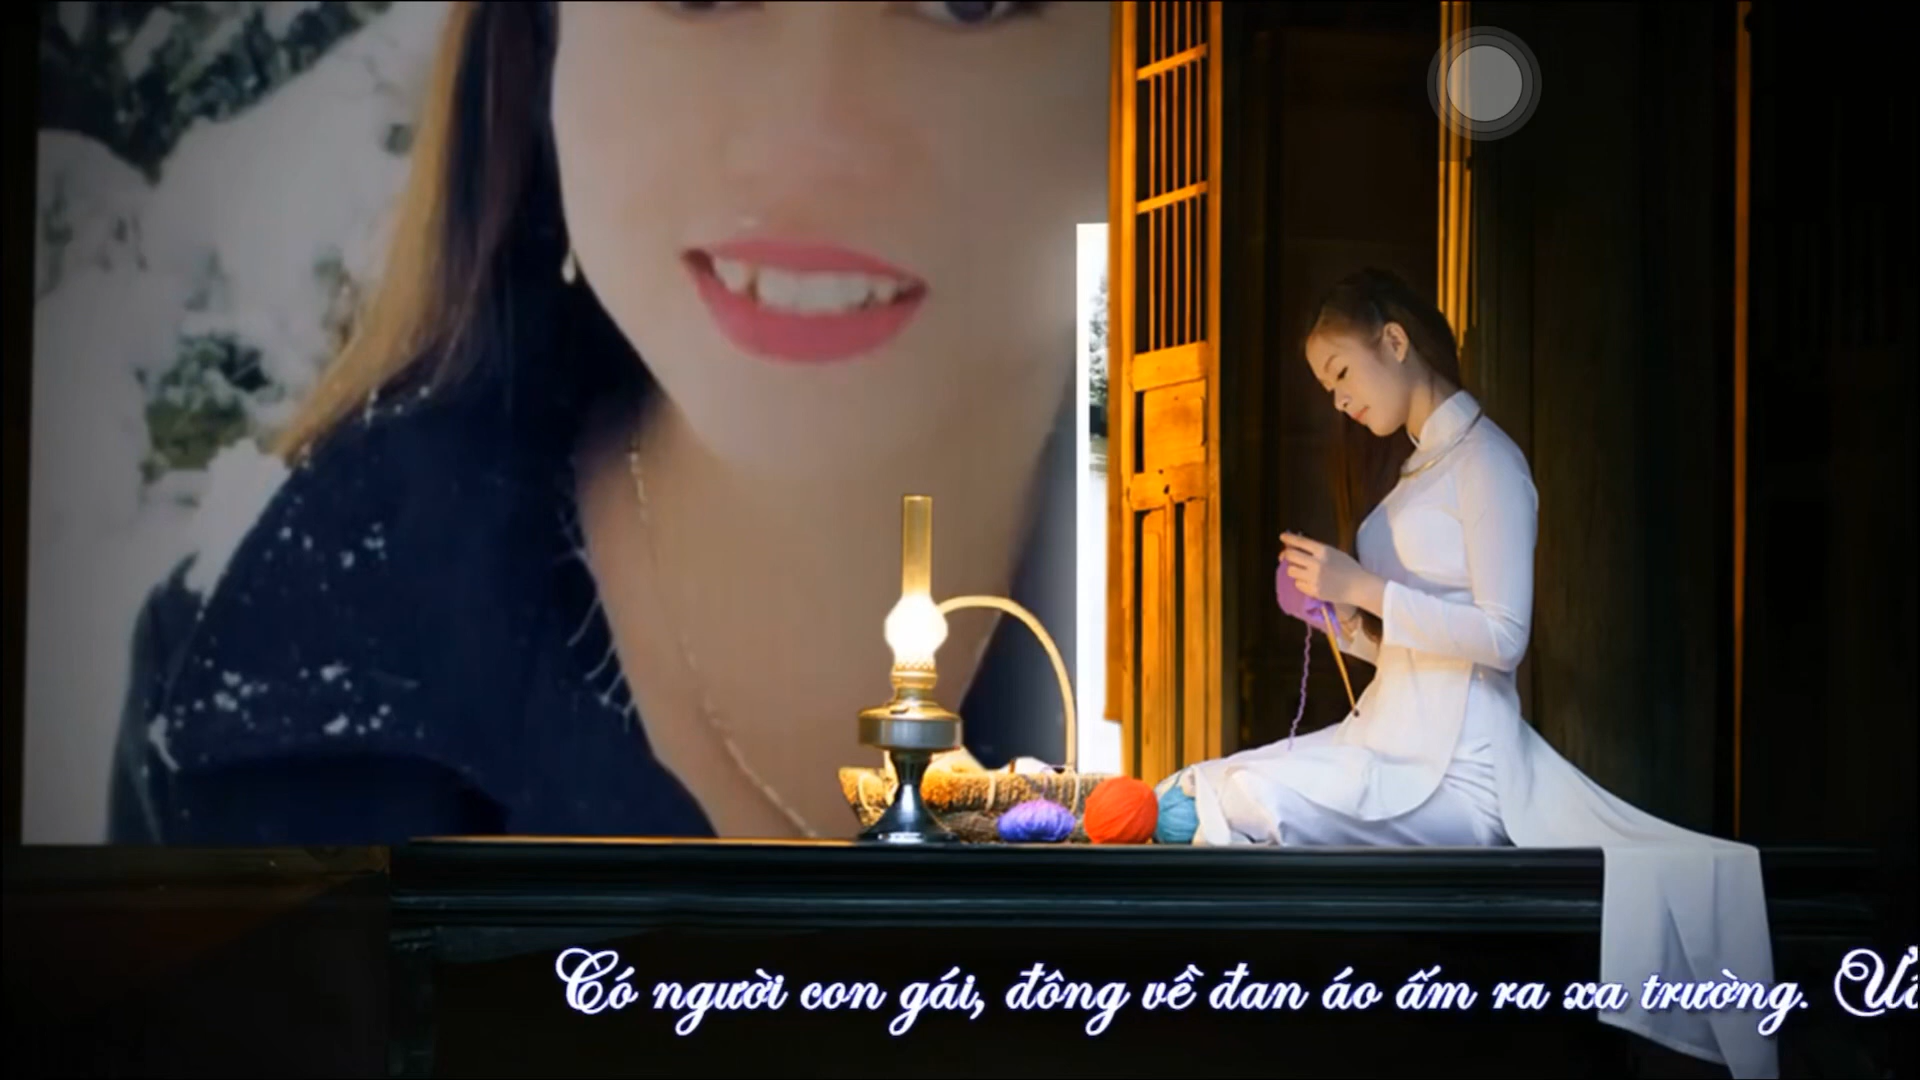 Có người con gái, đông về đan áo ấm ra xa trường.